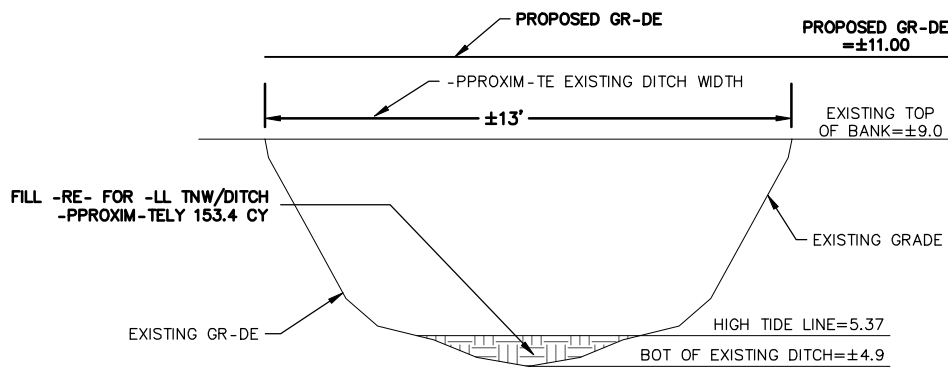 PROPOSED GR-DE
PROPOSED GR-DE
=±11.00
-PPROXIM-TE EXISTING DITCH WIDTH
±13'
EXISTING TOP
OF BANK=±9.0
FILL -RE- FOR -LL TNW/DITCH
-PPROXIM-TELY 153.4 CY
EXISTING GRADE
EXISTING GR-DE
HIGH TIDE LINE=5.37
BOT OF EXISTING DITCH=±4.9